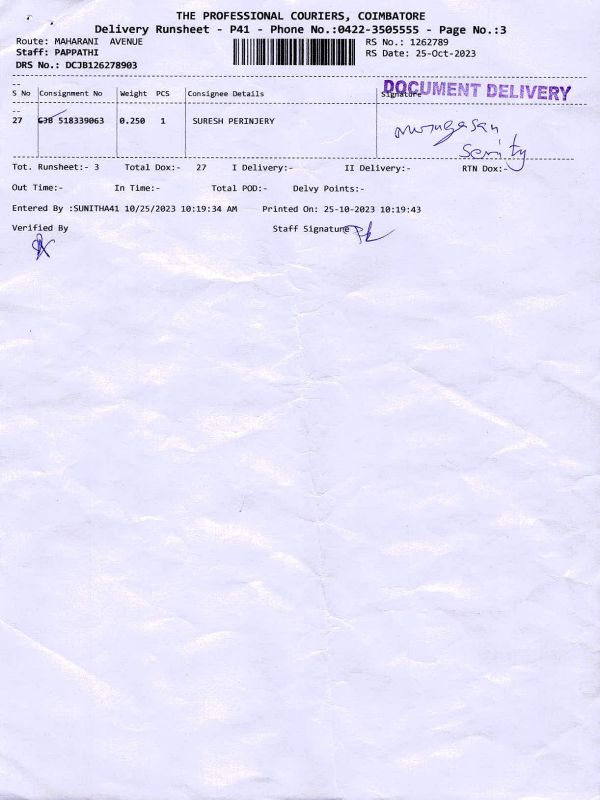 THE PROFESSIONAL COURIERS, COIMBATORE
Delivery Runsheet - P41 - Phone No.:0422-3505555 - Page No.:3
Route: MAHARANI AVENUE
RS No.: 1262789
Staff: PAPPATHI
RS Date: 25-Oct-2023
DRS No.: DCJB126278903
S No Consignment No Weight PCS Consignee Details Signature
DOCUMENT DELIVERY
27 CJB 518339063 0.250 1 SURESH PERINJERY
murugasan
Tot. Runsheet:- 3 Total Dox:- 27 I Delivery:- II Delivery:- RTN Dox:-
Out Time:- In Time:- Total POD:- Delvy Points:-
Entered By :SUNITHA41 10/25/2023 10:19:34 AM Printed On: 25-10-2023 10:19:43
Verified By Staff Signature